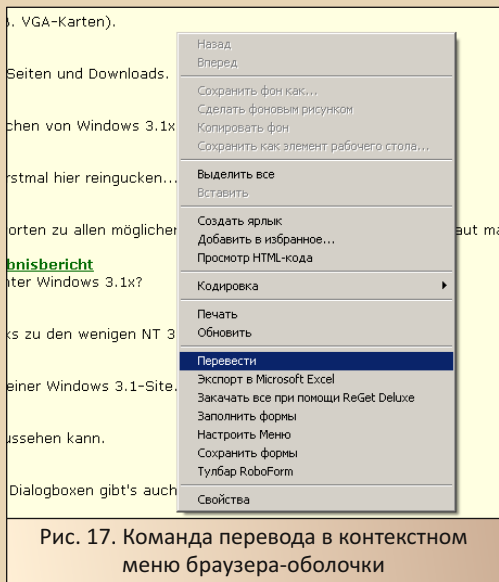 3. VGA-Karten).
Seiten und Downloads.
chen von Windows 3.1x
rstmal hier reingucken...
orten zu allen möglicher
aut ma
bnisbericht
nter Windows 3.1x?
ks zu den wenigen NT 3
einer Windows 3.1-Site.
ussehen kann.
Dialogboxen gibt's auch
Назад
Вперед
Сохранить фон как...
Сделать фоновым рисунком
Копировать фон
Сохранить как элемент рабочего стола...
Выделить все
Вставить
Создать ярлык
Добавить в избранное...
Просмотр HTML-кода
Кодировка
Печать
Обновить
Перевести
Экспорт в Microsoft Excel
Закачать все при помощи ReGet Deluxe
Заполнить формы
Настроить Меню
Сохранить формы
Тулбар RoboForm
Свойства
Рис. 17. Команда перевода в контекстном
меню браузера-оболочки